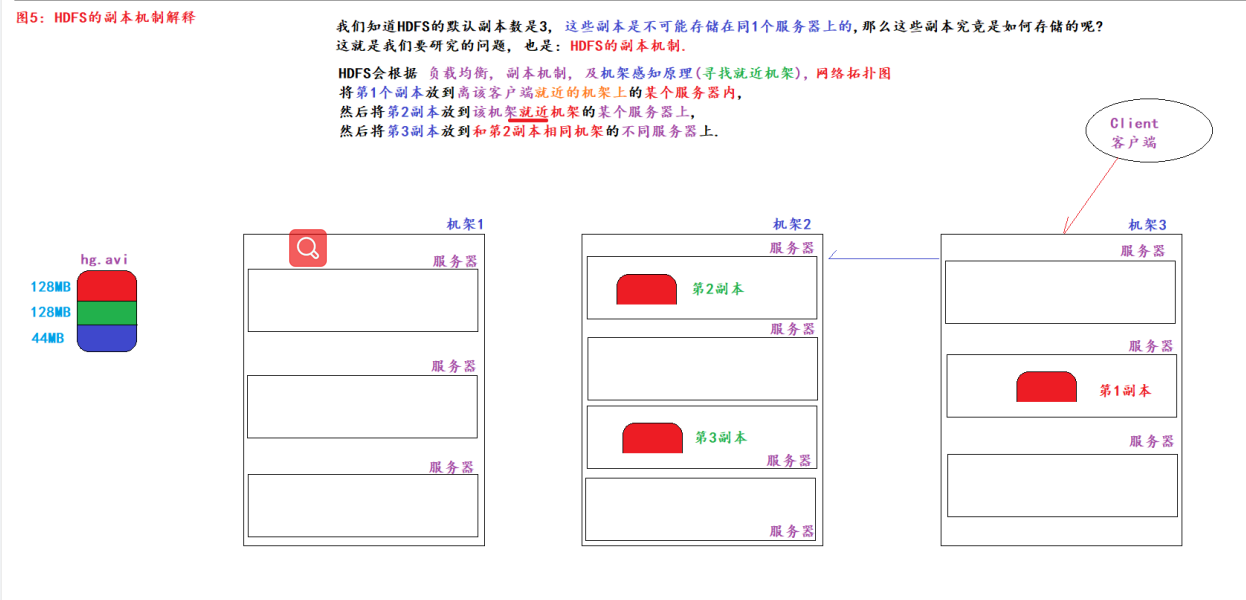 图5: HDFS的副本机制解释
我们知道HDFS的默认副本数是3, 这些副本是不可能存储在同1个服务器上的,那么这些副本究竟是如何存储的呢?
这就是我们要研究的问题, 也是: HDFS的副本机制.
HDFS会根据 负载均衡, 副本机制, 及机架感知原理(寻找就近机架), 网络拓扑图
将第1个副本放到离该客户端就近的机架上的某个服务器内,
然后将第2副本放到该机架就近机架的某个服务器上,
然后将第3副本放到和第2副本相同机架的不同服务器上.
Client
客户端
机架1
机架2
机架3
hg.avi
128MB
128MB
44MB
服务器
服务器
服务器
服务器
第2副本
服务器
第3副本
服务器
服务器
服务器
服务器
第1副本
服务器